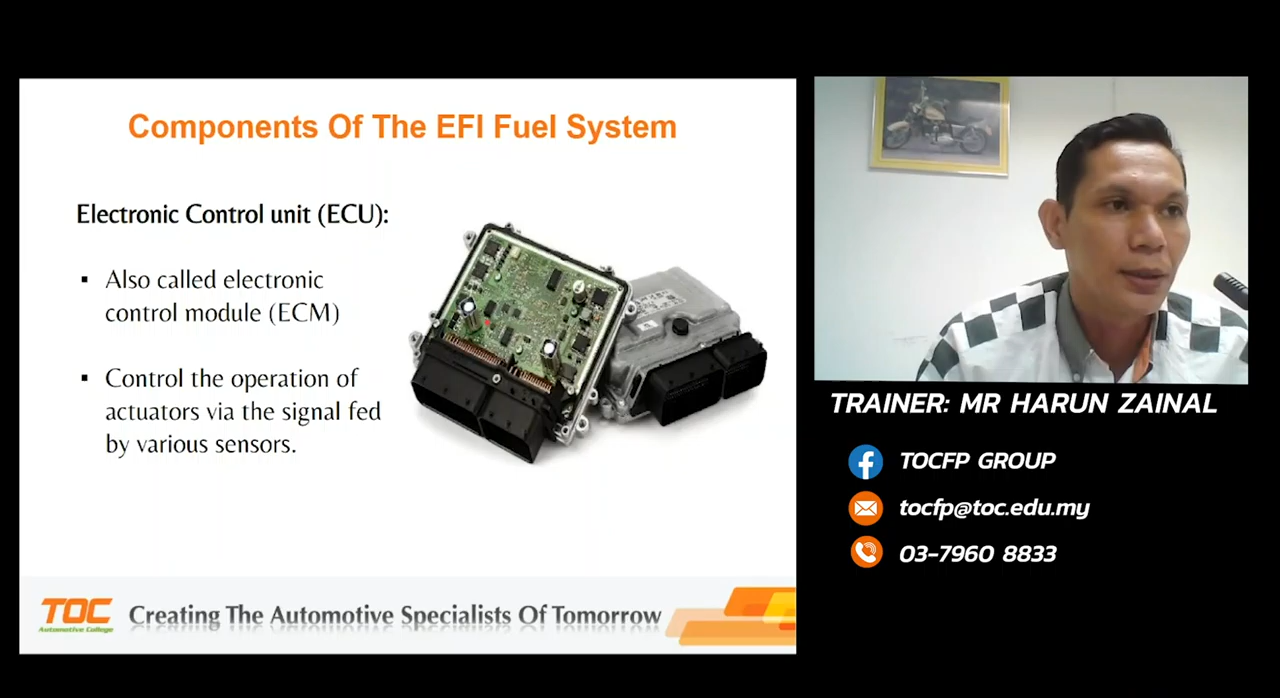 Components Of The EFI Fuel System
Electronic Control unit (ECU):
▪ Also called electronic
control module (ECM)
▪ Control the operation of
actuators via the signal fed
by various sensors.
TOC
Automotive College
Creating The Automotive Specialists Of Tomorrow
TRAINER: MR HARUN ZAINAL
TOCFP GROUP
tocfp@toc.edu.my
03-7960 8833